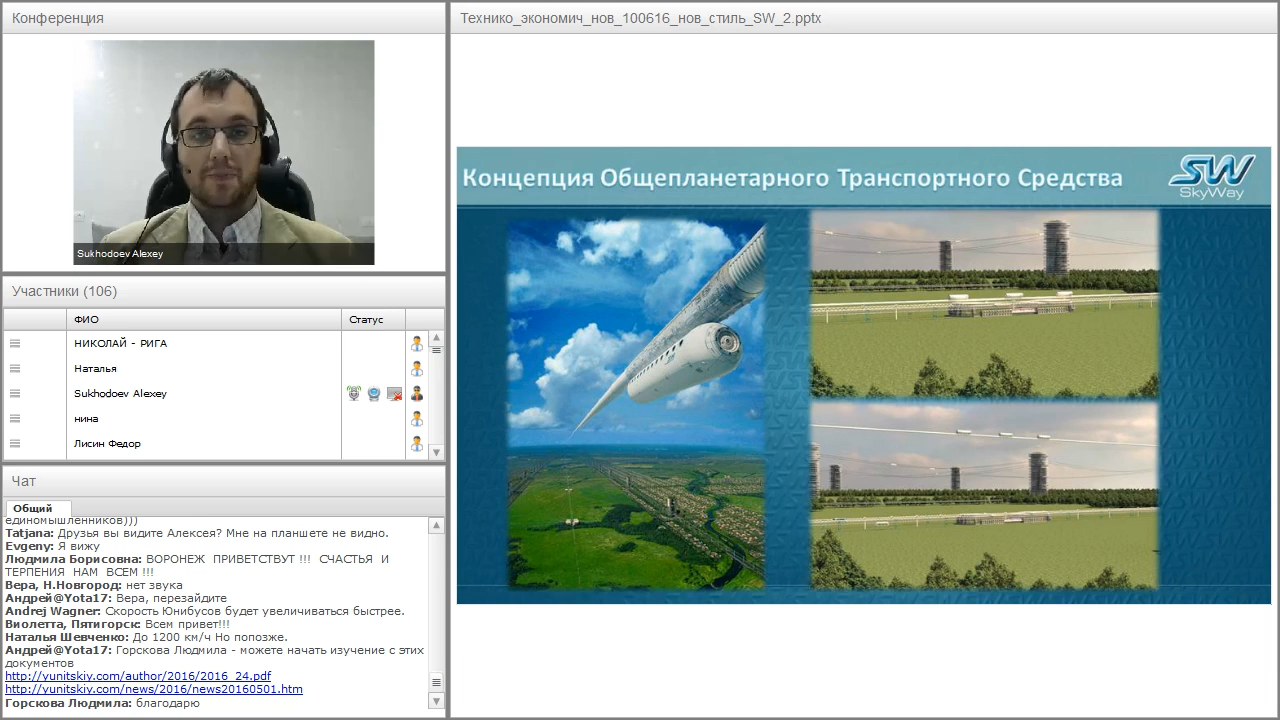 Конференция
Sukhodoev Alexey
Участники (106)
ФИО Статус
НИКОЛАЙ - РИГА
Наталья
Sukhodoev Alexey
нина
Лисин Федор
Чат
Общий
единомышленников)))
Tatjana: Друзья вы видите Алексея? Мне на планшете не видно.
Evgeny: Я вижу
Людмила Борисовна: ВОРОНЕЖ ПРИВЕТСТВУТ !!! СЧАСТЬЯ И
ТЕРПЕНИЯ НАМ ВСЕМ !!!
Вера, Н.Новгород: нет звука
Андрей@Yota17: Вера, перезайдите
Andrej Wagner: Скорость Юнибусов будет увеличиваться быстрее.
Виолетта, Пятигорск: Всем привет!!!
Наталья Шевченко: До 1200 км/ч Но попозже.
Андрей@Yota17: Горскова Людмила - можете начать изучение с этих
документов
http://yunitskiy.com/author/2016/2016_24.pdf
http://yunitskiy.com/news/2016/news20160501.htm
Горскова Людмила: благодарю
Технико_экономич_нов_100616_нов_стиль_SW_2.pptx
Концепция Общепланетарного Транспортного Средства
SW
SkyWay